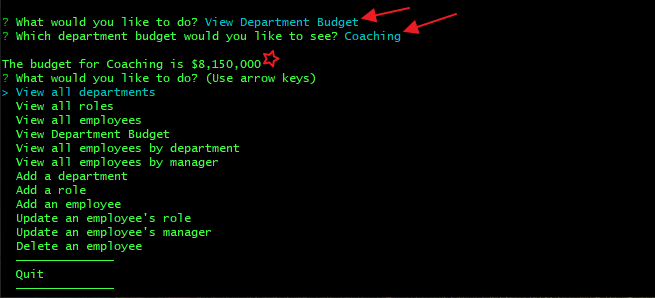 ? What would you like to do? View Department Budget
? Which department budget would you like to see? Coaching
The budget for Coaching is $8,150,000
? What would you like to do? (Use arrow keys)
> View all departments
View all roles
View all employees
View Department Budget
View all employees by department
View all employees by manager
Add a department
Add a role
Add an employee
Update an employee's role
Update an employee's manager
Delete an employee
Quit